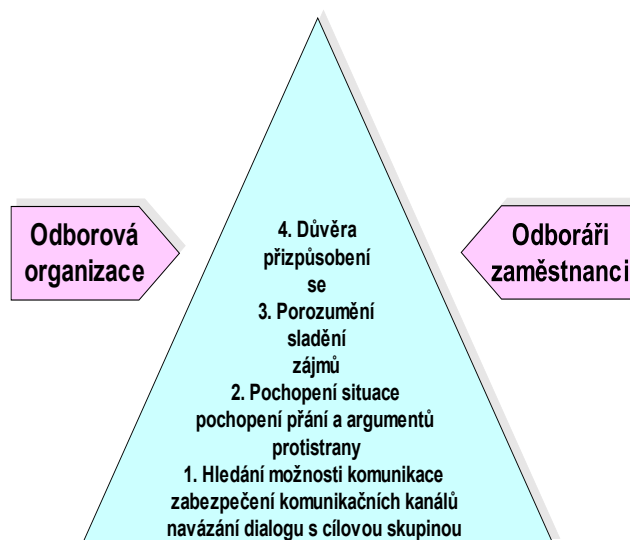 Odborová
organizace
4. Důvěra
přizpůsobení
se
3. Porozumění
sladění
zájmů
2. Pochopení situace
pochopení přání a argumentů
protistrany
1. Hledání možnosti komunikace
zabezpečení komunikačních kanálů
navázání dialogu s cílovou skupinou
Odboráři
zaměstnanci